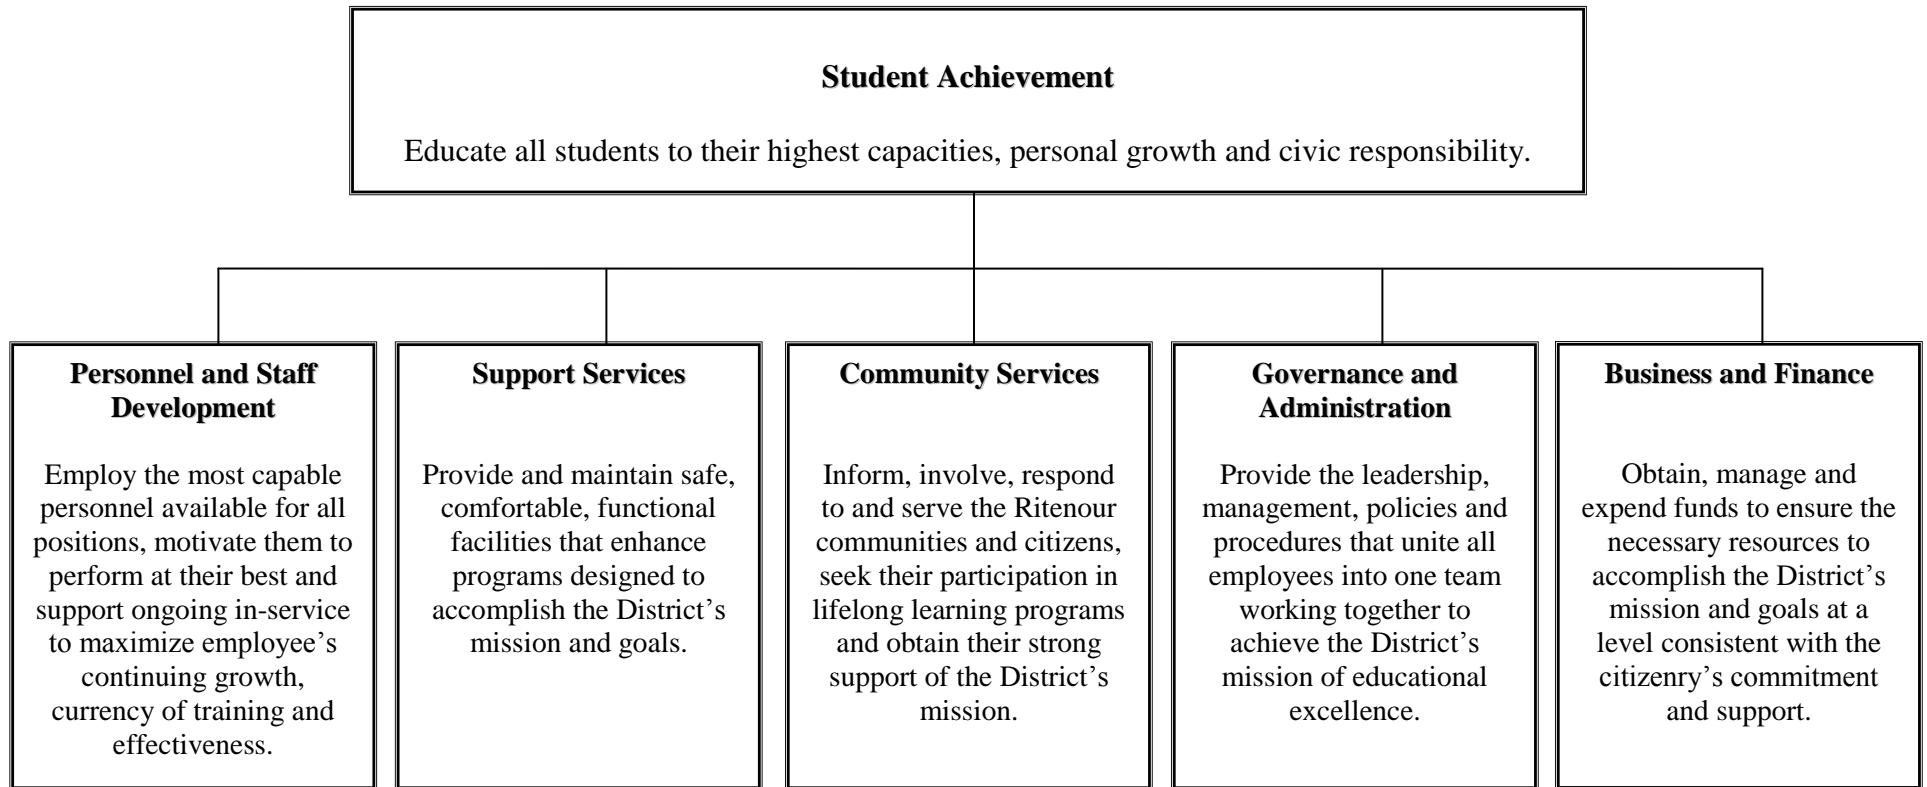 Student Achievement
Educate all students to their highest capacities, personal growth and civic responsibility.
Personnel and Staff
Development
Employ the most capable
personnel available for all
positions, motivate them to
perform at their best and
support ongoing in-service
to maximize employee’s
continuing growth,
currency of training and
effectiveness.
Support Services
Provide and maintain safe,
comfortable, functional
facilities that enhance
programs designed to
accomplish the District’s
mission and goals.
Community Services
Inform, involve, respond
to and serve the Ritenour
communities and citizens,
seek their participation in
lifelong learning programs
and obtain their strong
support of the District’s
mission.
Governance and
Administration
Provide the leadership,
management, policies and
procedures that unite all
employees into one team
working together to
achieve the District’s
mission of educational
excellence.
Business and Finance
Obtain, manage and
expend funds to ensure the
necessary resources to
accomplish the District’s
mission and goals at a
level consistent with the
citizenry’s commitment
and support.